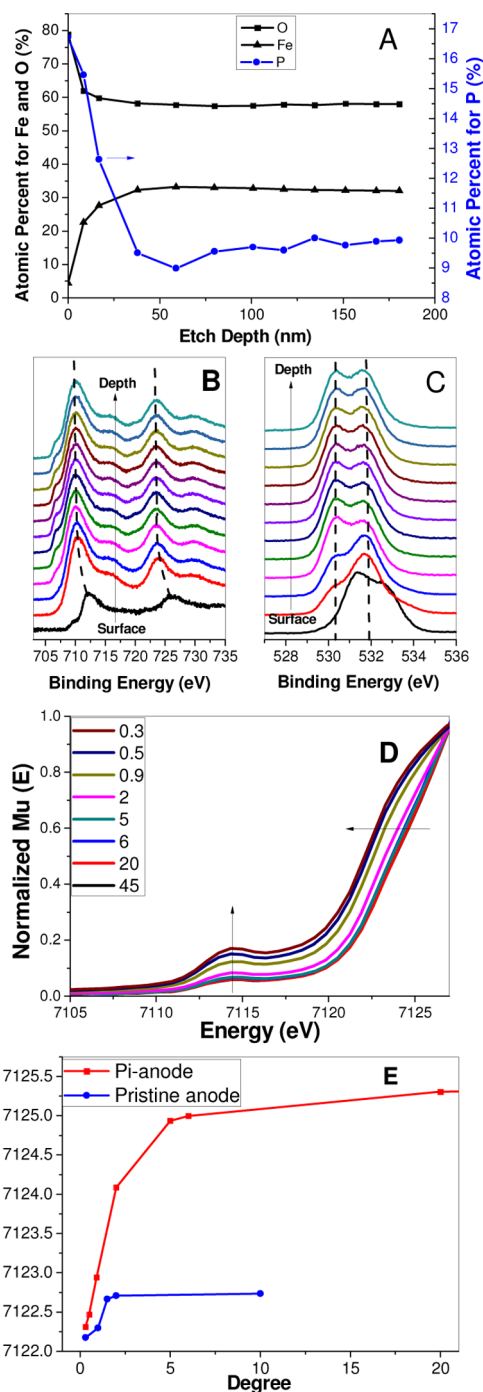 A
O
Fe
P
Atomic Percent for Fe and O (%)
80
70
60
50
40
30
20
10
0
17
16
15
14
13
12
11
10
9
8
Atomic Percent for P (%)
0 50 100 150 200
Etch Depth (nm)
B
Depth
Surface
705 710 715 720 725 730 735
Binding Energy (eV)
C
Depth
Surface
528 530 532 534 536
Binding Energy (eV)
D
0.3
0.5
0.9
2
5
6
20
45
Normalized Mu (E)
1.0
0.8
0.6
0.4
0.2
0.0
7105 7110 7115 7120 7125
Energy (eV)
E
Pi-anode
Pristine anode
7125.5
7125.0
7124.5
7124.0
7123.5
7123.0
7122.5
7122.0
0 5 10 15 20
Degree